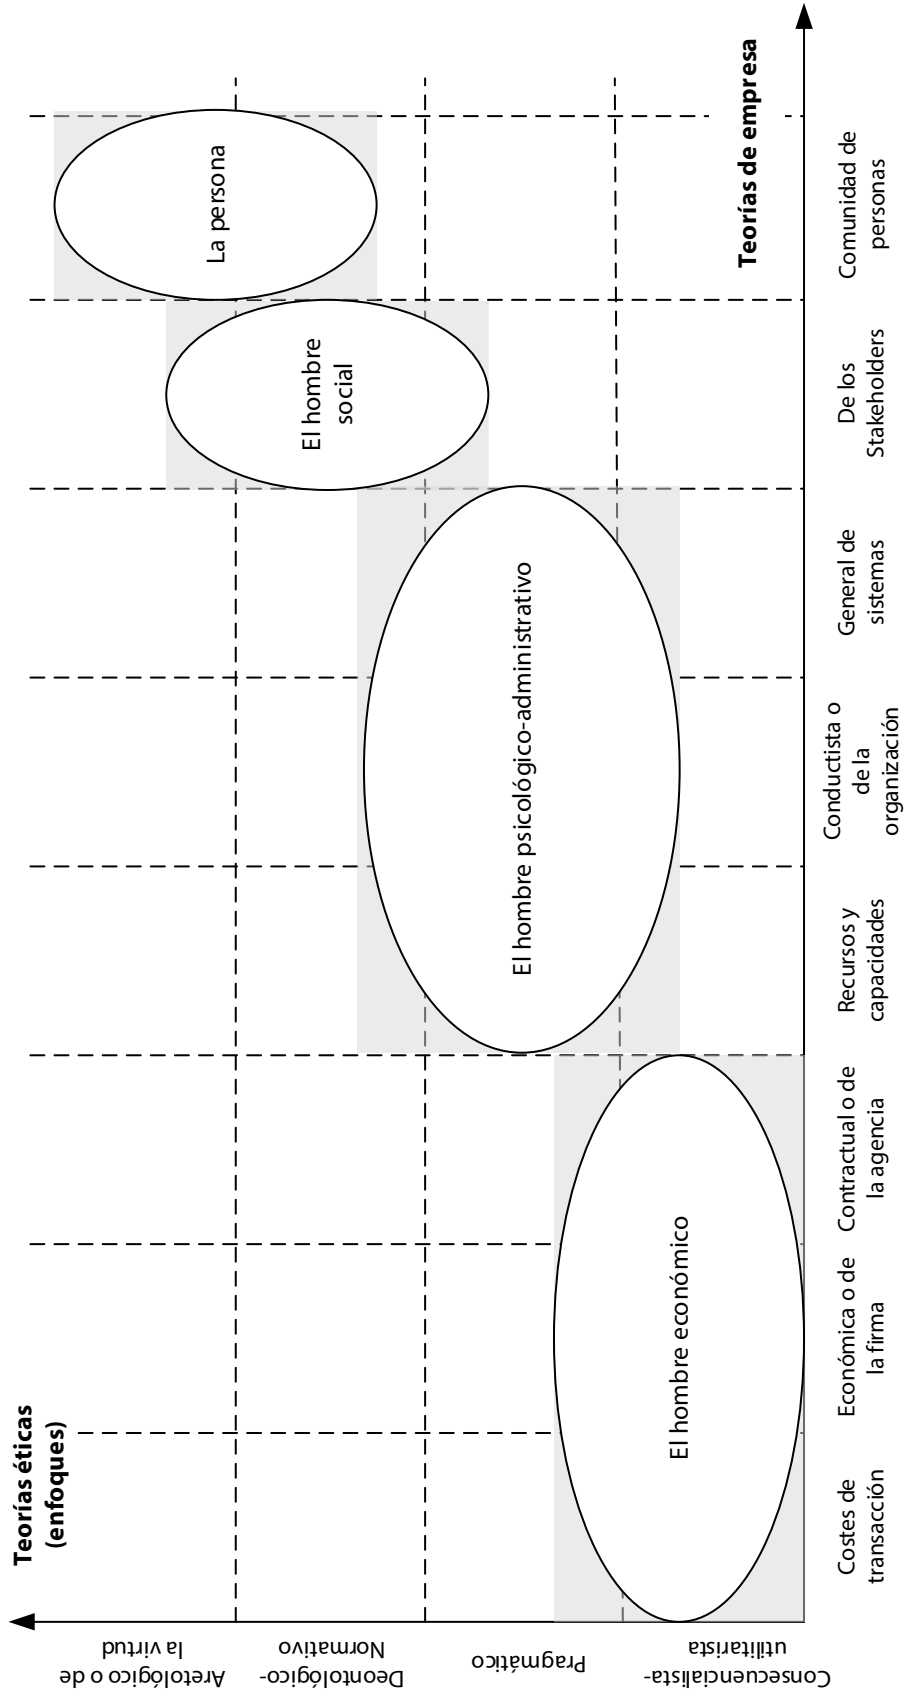 Teorías éticas
(enfoques)
Aretológico o de
la virtud
Deontológico-
Normativo
Pragmático
Consecuencialista-
utilitarista
La persona
El hombre
social
El hombre psicológico-administrativo
El hombre económico
Teorías de empresa
Costes de
transacción
Económica o de
la firma
Contractual o de
la agencia
Recursos y
capacidades
Conductista o
de la
organización
General de
sistemas
De los
Stakeholders
Comunidad de
personas